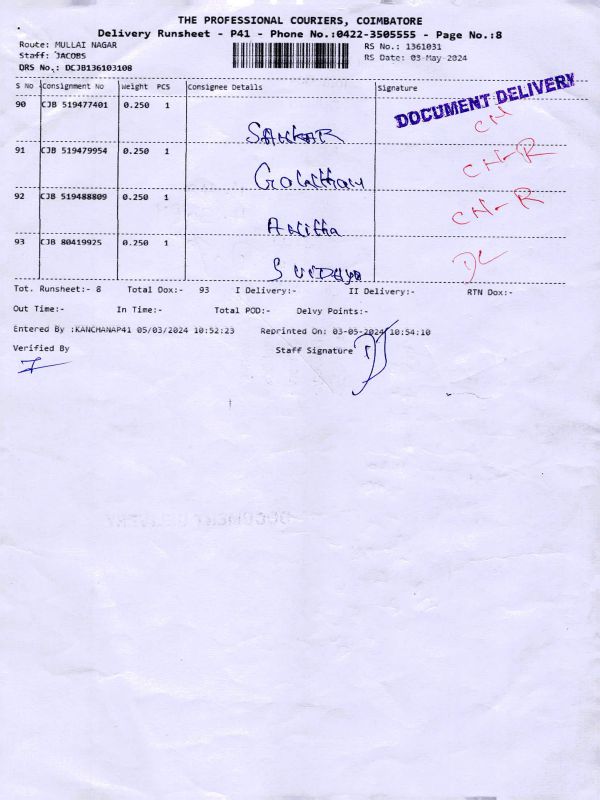 THE PROFESSIONAL COURIERS, COIMBATORE
Delivery Runsheet - P41 - Phone No.:0422-3505555 - Page No.:8
Route: MULLAI NAGAR RS No.: 1361031
Staff: JACOBS RS Date: 03-May-2024
DRS No.: DCJB136103108
S No Consignment No Weight PCS Consignee Details Signature
DOCUMENT DELIVERY
90 CJB 519477401 0.250 1
SANKAR CN
91 CJB 519479954 0.250 1
CN-R
92 CJB 519488809 0.250 1
Anitha CN-R
93 CJB 80419925 0.250 1
DL
Tot. Runsheet:- 8 Total Dox:- 93 I Delivery:- II Delivery:- RTN Dox:-
Out Time:- In Time:- Total POD:- Delvy Points:-
Entered By :KANCHANAP41 05/03/2024 10:52:23 Reprinted On: 03-05-2024 10:54:10
Verified By Staff Signature